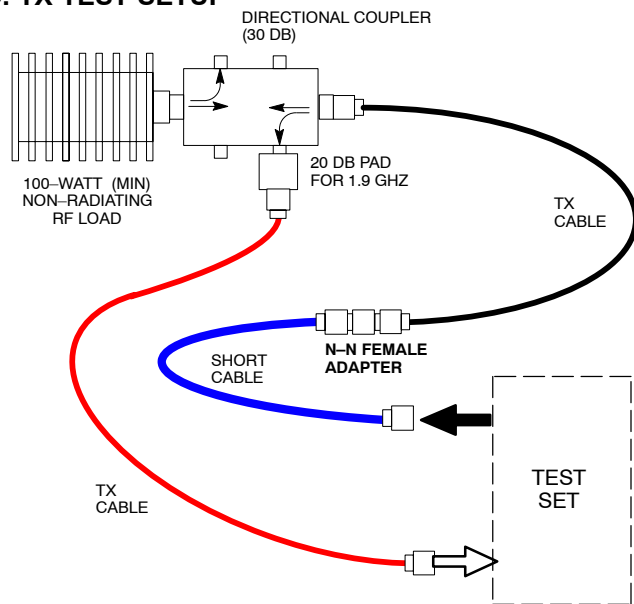 TX TEST SETUP
DIRECTIONAL COUPLER
(30 DB)
100–WATT (MIN)
NON–RADIATING
RF LOAD
20 DB PAD
FOR 1.9 GHZ
TX
CABLE
N–N FEMALE
ADAPTER
SHORT
CABLE
TEST
SET
TX
CABLE